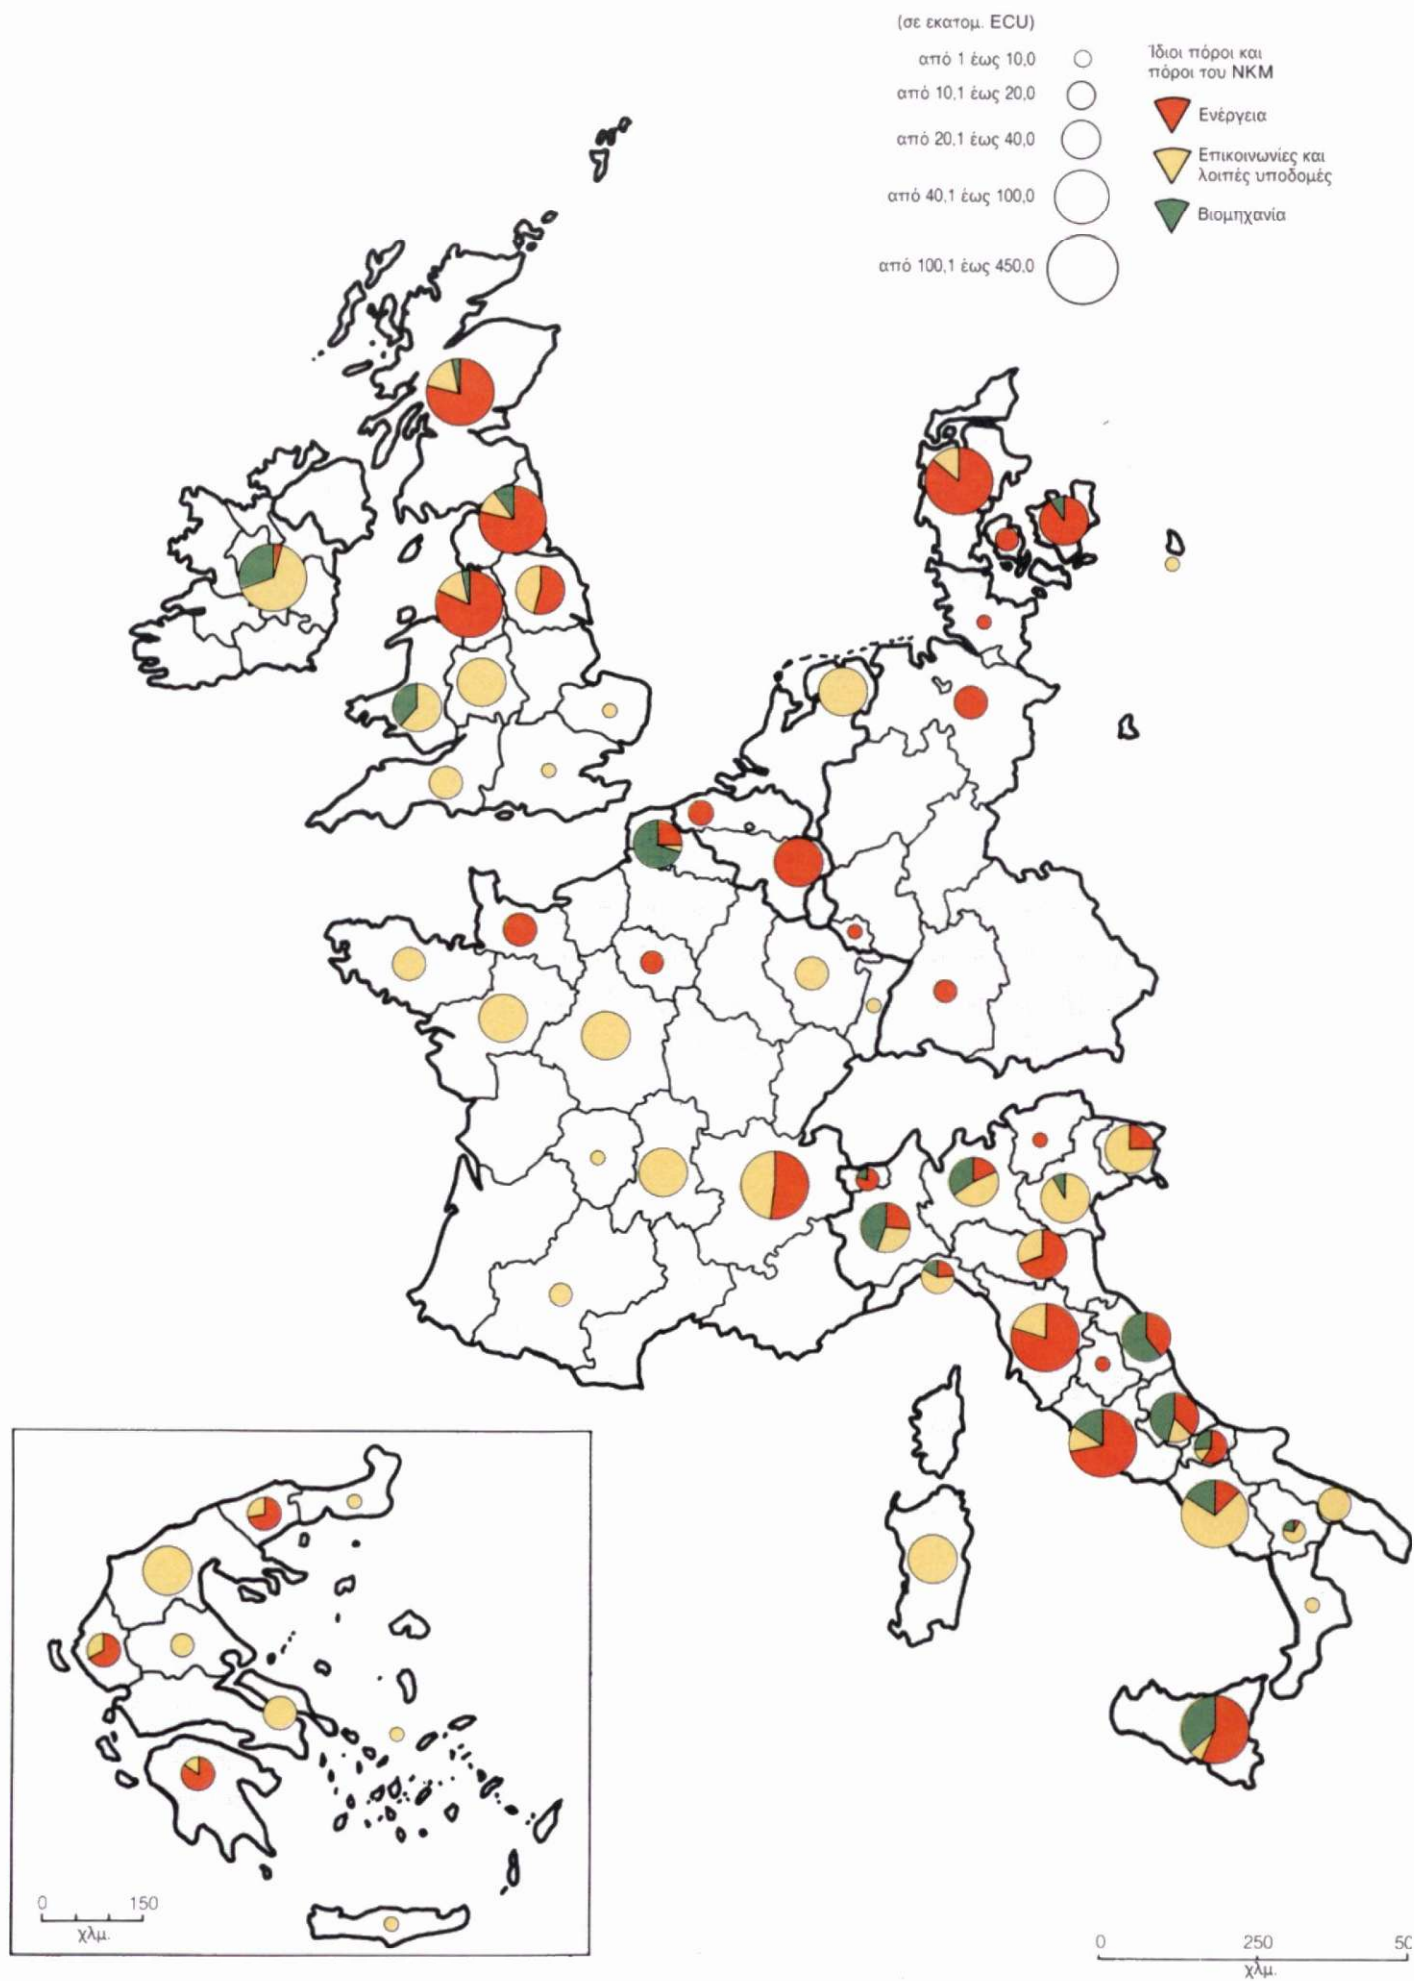 (σε εκατομ. ECU)
από 1 έως 10,0
από 10,1 έως 20,0
από 20,1 έως 40,0
από 40,1 έως 100,0
από 100,1 έως 450,0
Ίδιοι πόροι και
πόροι του ΝΚΜ
Ενέργεια
Επικοινωνίες και
λοιπές υποδομές
Βιομηχανία
0 150
χλμ.
0 250 50
χλμ.